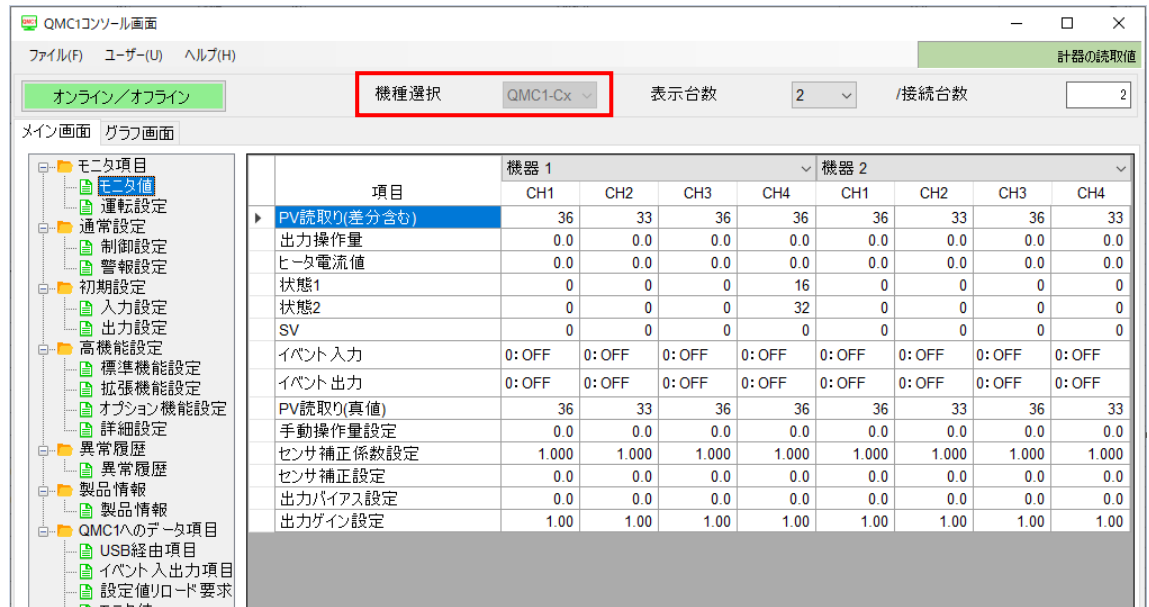 QMC1コンソール画面
ファイル(F) ユーザー(U) ヘルプ(H)
計器の読取値
オンライン/オフライン 機種選択 QMC1-Cx 表示台数 2 /接続台数 2
メイン画面 グラフ画面
モニタ項目
モニタ値
運転設定
通常設定
制御設定
警報設定
初期設定
入力設定
出力設定
高機能設定
標準機能設定
拡張機能設定
オプション機能設定
詳細設定
異常履歴
異常履歴
製品情報
製品情報
QMC1へのデータ項目
USB経由項目
イベント入出力項目
設定値リロード要求
機器 1 機器 2
項目 CH1 CH2 CH3 CH4 CH1 CH2 CH3 CH4
PV読取り(差分含む) 36 33 36 36 36 33 36 33
出力操作量 0.0 0.0 0.0 0.0 0.0 0.0 0.0 0.0
ヒータ電流値 0.0 0.0 0.0 0.0 0.0 0.0 0.0 0.0
状態1 0 0 0 16 0 0 0 0
状態2 0 0 0 32 0 0 0 0
SV 0 0 0 0 0 0 0 0
イベント入力 0: OFF 0: OFF 0: OFF 0: OFF 0: OFF 0: OFF 0: OFF 0: OFF
イベント出力 0: OFF 0: OFF 0: OFF 0: OFF 0: OFF 0: OFF 0: OFF 0: OFF
PV読取り(真値) 36 33 36 36 36 33 36 33
手動操作量設定 0.0 0.0 0.0 0.0 0.0 0.0 0.0 0.0
センサ補正係数設定 1.000 1.000 1.000 1.000 1.000 1.000 1.000 1.000
センサ補正設定 0.0 0.0 0.0 0.0 0.0 0.0 0.0 0.0
出力バイアス設定 0.0 0.0 0.0 0.0 0.0 0.0 0.0 0.0
出力ゲイン設定 1.00 1.00 1.00 1.00 1.00 1.00 1.00 1.00